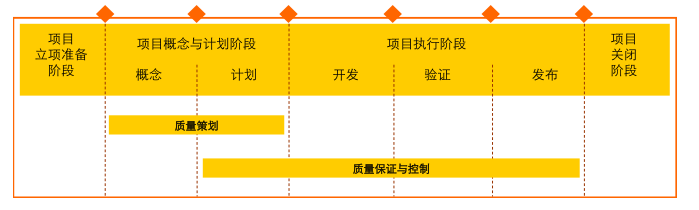 项目
立项准备
阶段
项目概念与计划阶段
概念
计划
项目执行阶段
开发
验证
发布
项目
关闭
阶段
质量策划
质量保证与控制